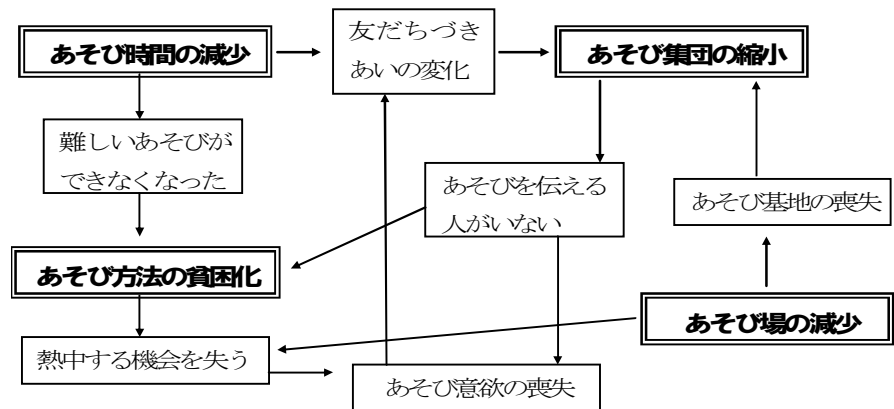 あそび時間の減少
友だちづき
あいの変化
あそび集団の縮小
難しいあそびが
できなくなった
あそびを伝える
人がいない
あそび基地の喪失
あそび方法の貧困化
あそび場の減少
熱中する機会を失う
あそび意欲の喪失